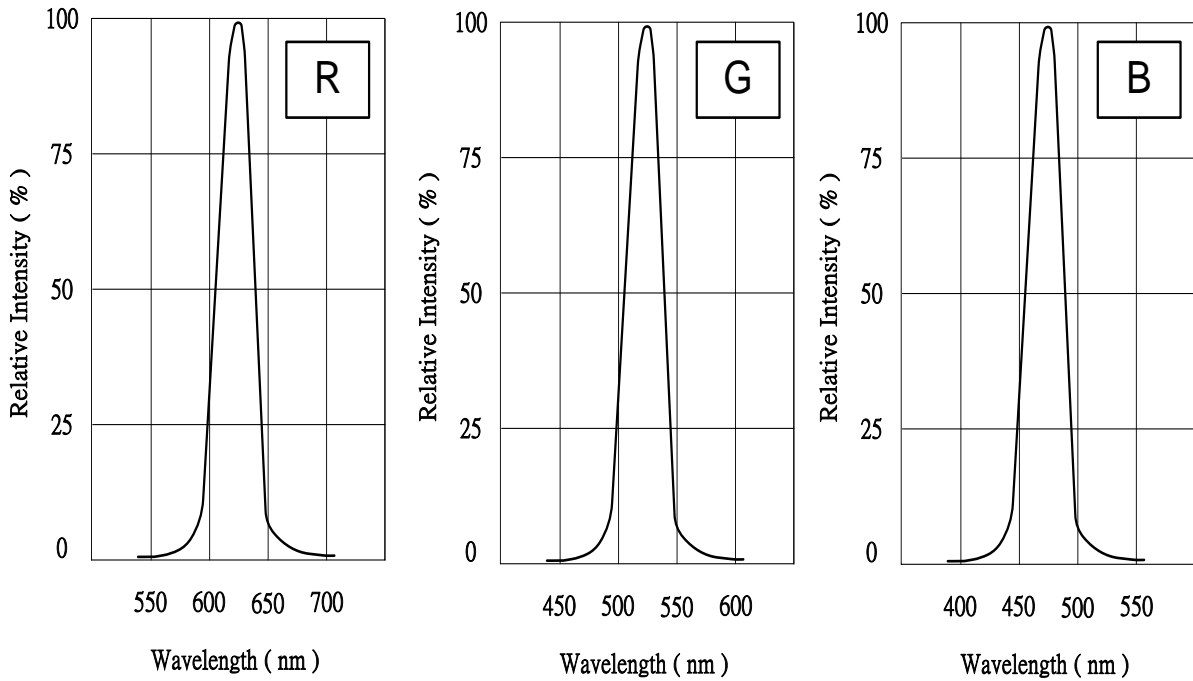 R
100
75
50
25
0
Relative Intensity ( % )
550 600 650 700
Wavelength ( nm )
G
100
75
50
25
0
Relative Intensity ( % )
450 500 550 600
Wavelength ( nm )
B
100
75
50
25
0
Relative Intensity ( % )
400 450 500 550
Wavelength ( nm )